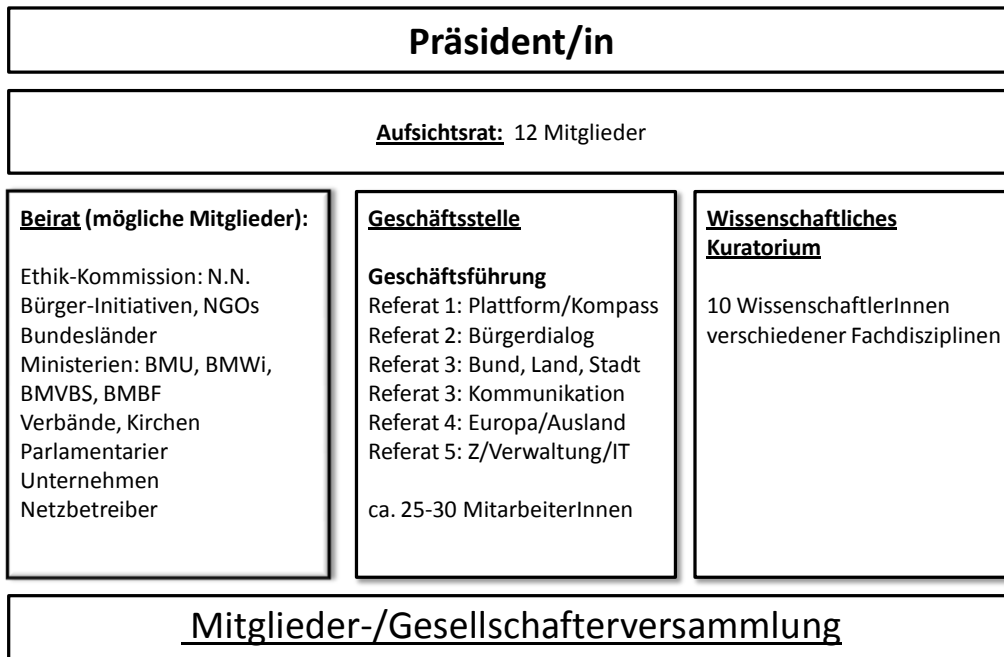 Präsident/in
Aufsichtsrat: 12 Mitglieder
Beirat (mögliche Mitglieder):
Ethik-Kommission: N.N.
Bürger-Initiativen, NGOs
Bundesländer
Ministerien: BMU, BMWi,
BMVBS, BMBF
Verbände, Kirchen
Parlamentarier
Unternehmen
Netzbetreiber
Geschäftsstelle
Geschäftsführung
Referat 1: Plattform/Kompass
Referat 2: Bürgerdialog
Referat 3: Bund, Land, Stadt
Referat 3: Kommunikation
Referat 4: Europa/Ausland
Referat 5: Z/Verwaltung/IT
ca. 25-30 MitarbeiterInnen
Wissenschaftliches
Kuratorium
10 WissenschaftlerInnen
verschiedener Fachdisziplinen
Mitglieder-/Gesellschafterversammlung